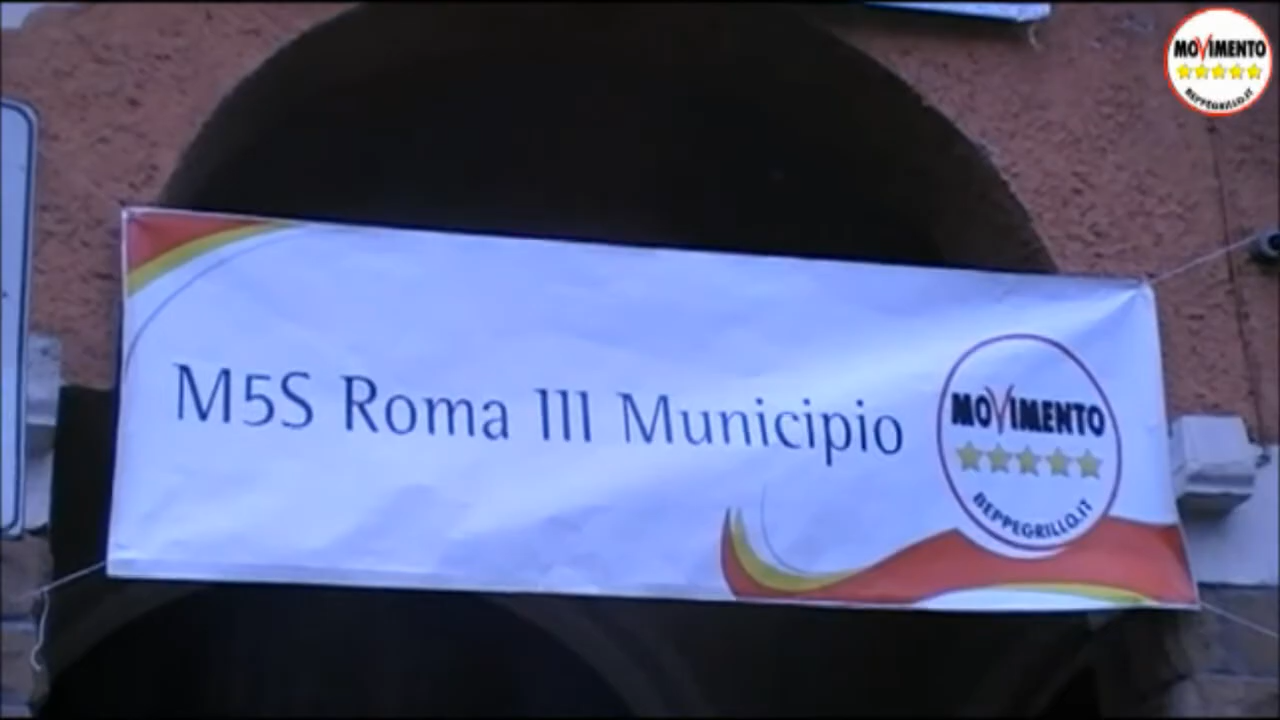 MOVIMENTO
BEPPEGRILLO.IT
M5S Roma III Municipio
MOVIMENTO
BEPPEGRILLO.IT